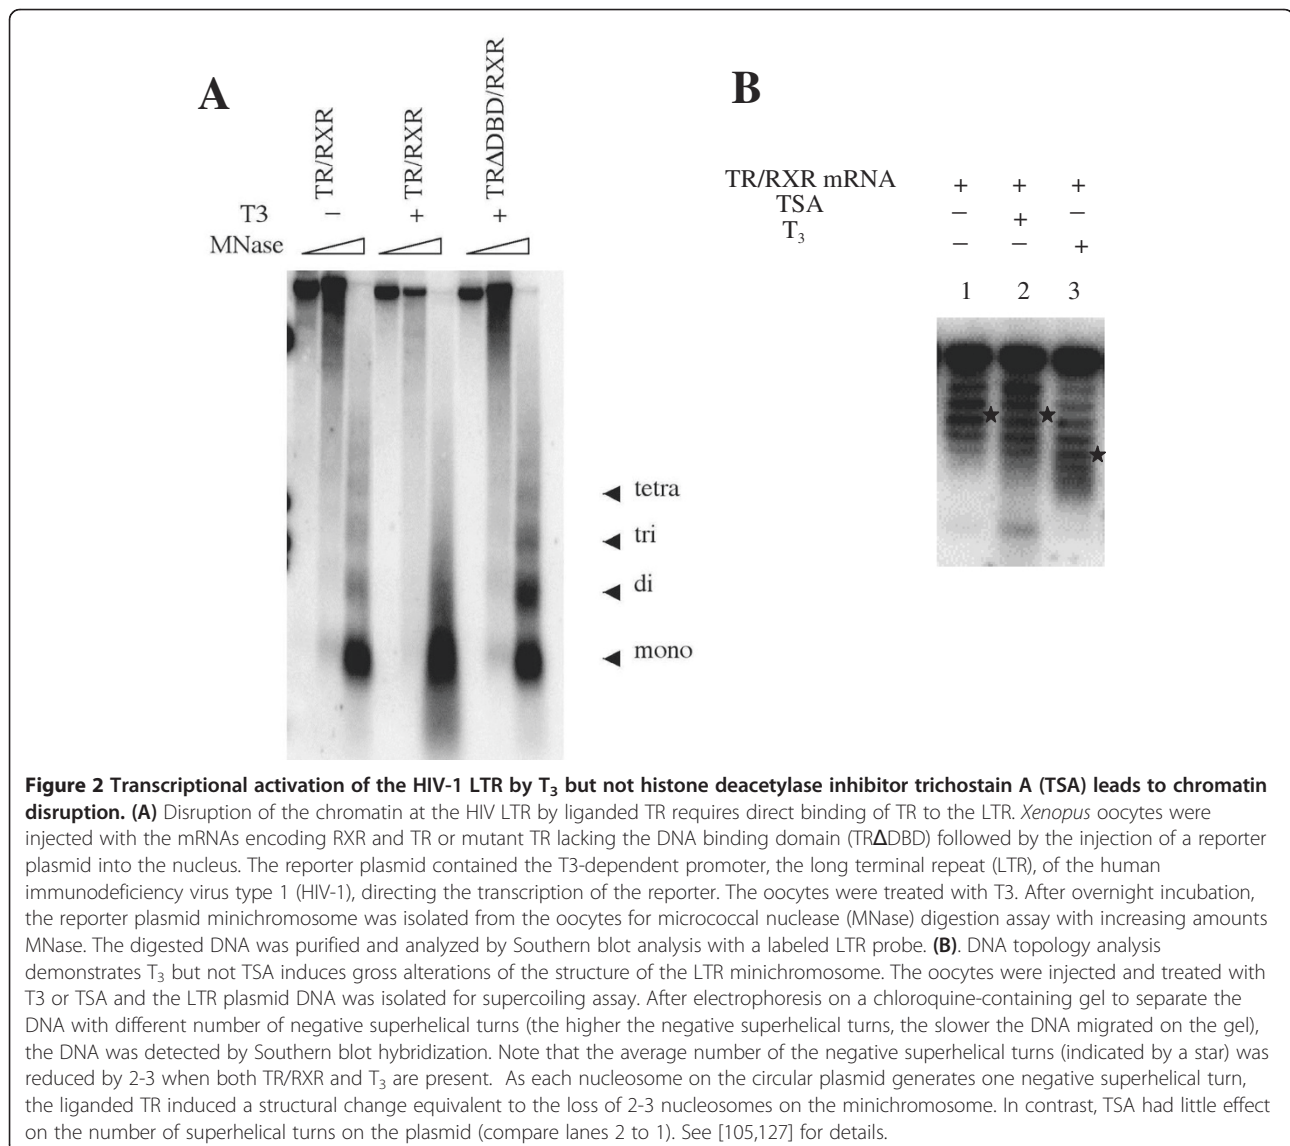 A
B
TR/RXR
TR/RXR
TRΔDBD/RXR
T3 − + +
MNase
tetra
tri
di
mono
TR/RXR mRNA + + +
TSA − + −
T₃ − − +
1 2 3
Figure 2 Transcriptional activation of the HIV-1 LTR by T₃ but not histone deacetylase inhibitor trichostain A (TSA) leads to chromatin
disruption. (A) Disruption of the chromatin at the HIV LTR by liganded TR requires direct binding of TR to the LTR. Xenopus oocytes were
injected with the mRNAs encoding RXR and TR or mutant TR lacking the DNA binding domain (TRΔDBD) followed by the injection of a reporter
plasmid into the nucleus. The reporter plasmid contained the T3-dependent promoter, the long terminal repeat (LTR), of the human
immunodeficiency virus type 1 (HIV-1), directing the transcription of the reporter. The oocytes were treated with T3. After overnight incubation,
the reporter plasmid minichromosome was isolated from the oocytes for micrococcal nuclease (MNase) digestion assay with increasing amounts
MNase. The digested DNA was purified and analyzed by Southern blot analysis with a labeled LTR probe. (B). DNA topology analysis
demonstrates T₃ but not TSA induces gross alterations of the structure of the LTR minichromosome. The oocytes were injected and treated with
T3 or TSA and the LTR plasmid DNA was isolated for supercoiling assay. After electrophoresis on a chloroquine-containing gel to separate the
DNA with different number of negative superhelical turns (the higher the negative superhelical turns, the slower the DNA migrated on the gel),
the DNA was detected by Southern blot hybridization. Note that the average number of the negative superhelical turns (indicated by a star) was
reduced by 2-3 when both TR/RXR and T₃ are present. As each nucleosome on the circular plasmid generates one negative superhelical turn,
the liganded TR induced a structural change equivalent to the loss of 2-3 nucleosomes on the minichromosome. In contrast, TSA had little effect
on the number of superhelical turns on the plasmid (compare lanes 2 to 1). See [105,127] for details.